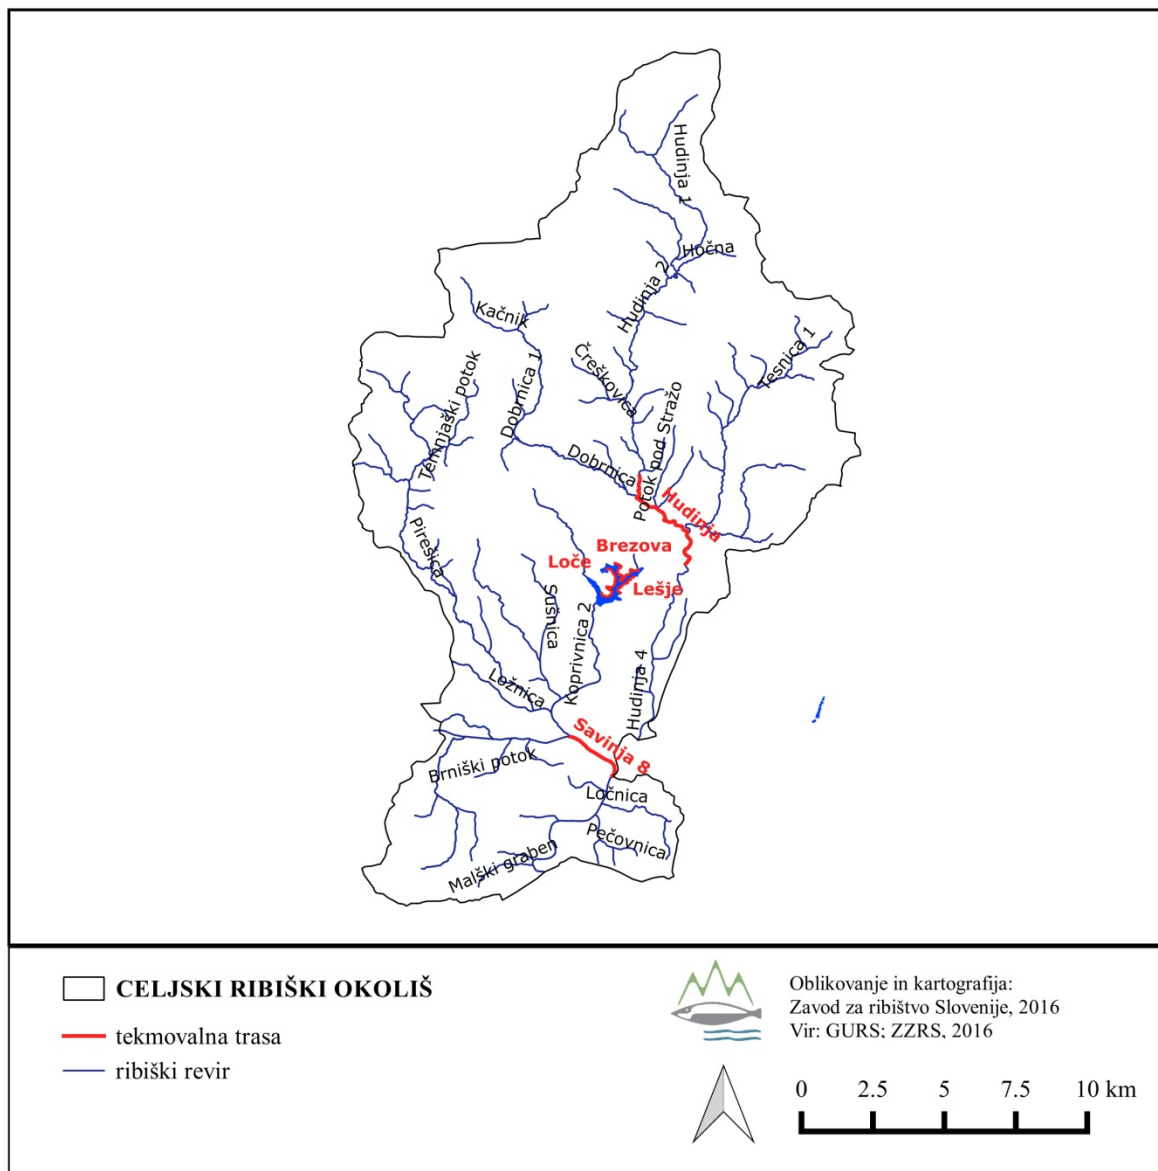 Hudinja 1
Hočna
Hudinja 2
Kačnik
Tesnica 1
Čreškovica
Temnjaški potok
Dobrnica 1
Potok pod Stražo
Dobrnica
Hudinja
Pirešica
Brezova
Loče
Lešje
Sušnica
Koprivnica 2
Hudinja 4
Ložnica
Savinja 8
Brniški potok
Ločnica
Pečovnica
Malški graben
CELJSKI RIBIŠKI OKOLIŠ
tekmovalna trasa
ribiški revir
Oblikovanje in kartografija:
Zavod za ribištvo Slovenije, 2016
Vir: GURS; ZZRS, 2016
0 2.5 5 7.5 10 km